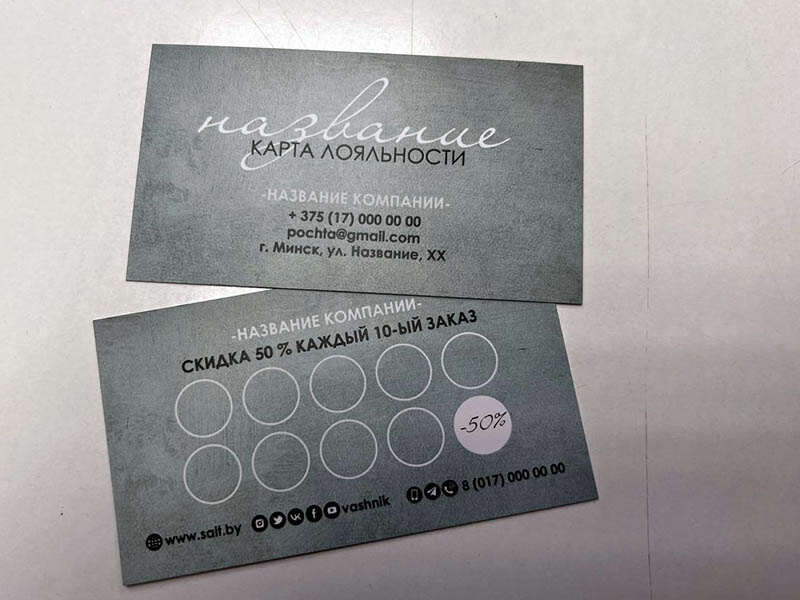 название
КАРТА ЛОЯЛЬНОСТИ
-НАЗВАНИЕ КОМПАНИИ-
+ 375 (17) 000 00 00
pochta@gmail.com
г. Минск, ул. Название, ХХ
-НАЗВАНИЕ КОМПАНИИ-
СКИДКА 50 % КАЖДЫЙ 10-ЫЙ ЗАКАЗ
-50%
www.sait.by vashnik 8 (017) 000 00 00